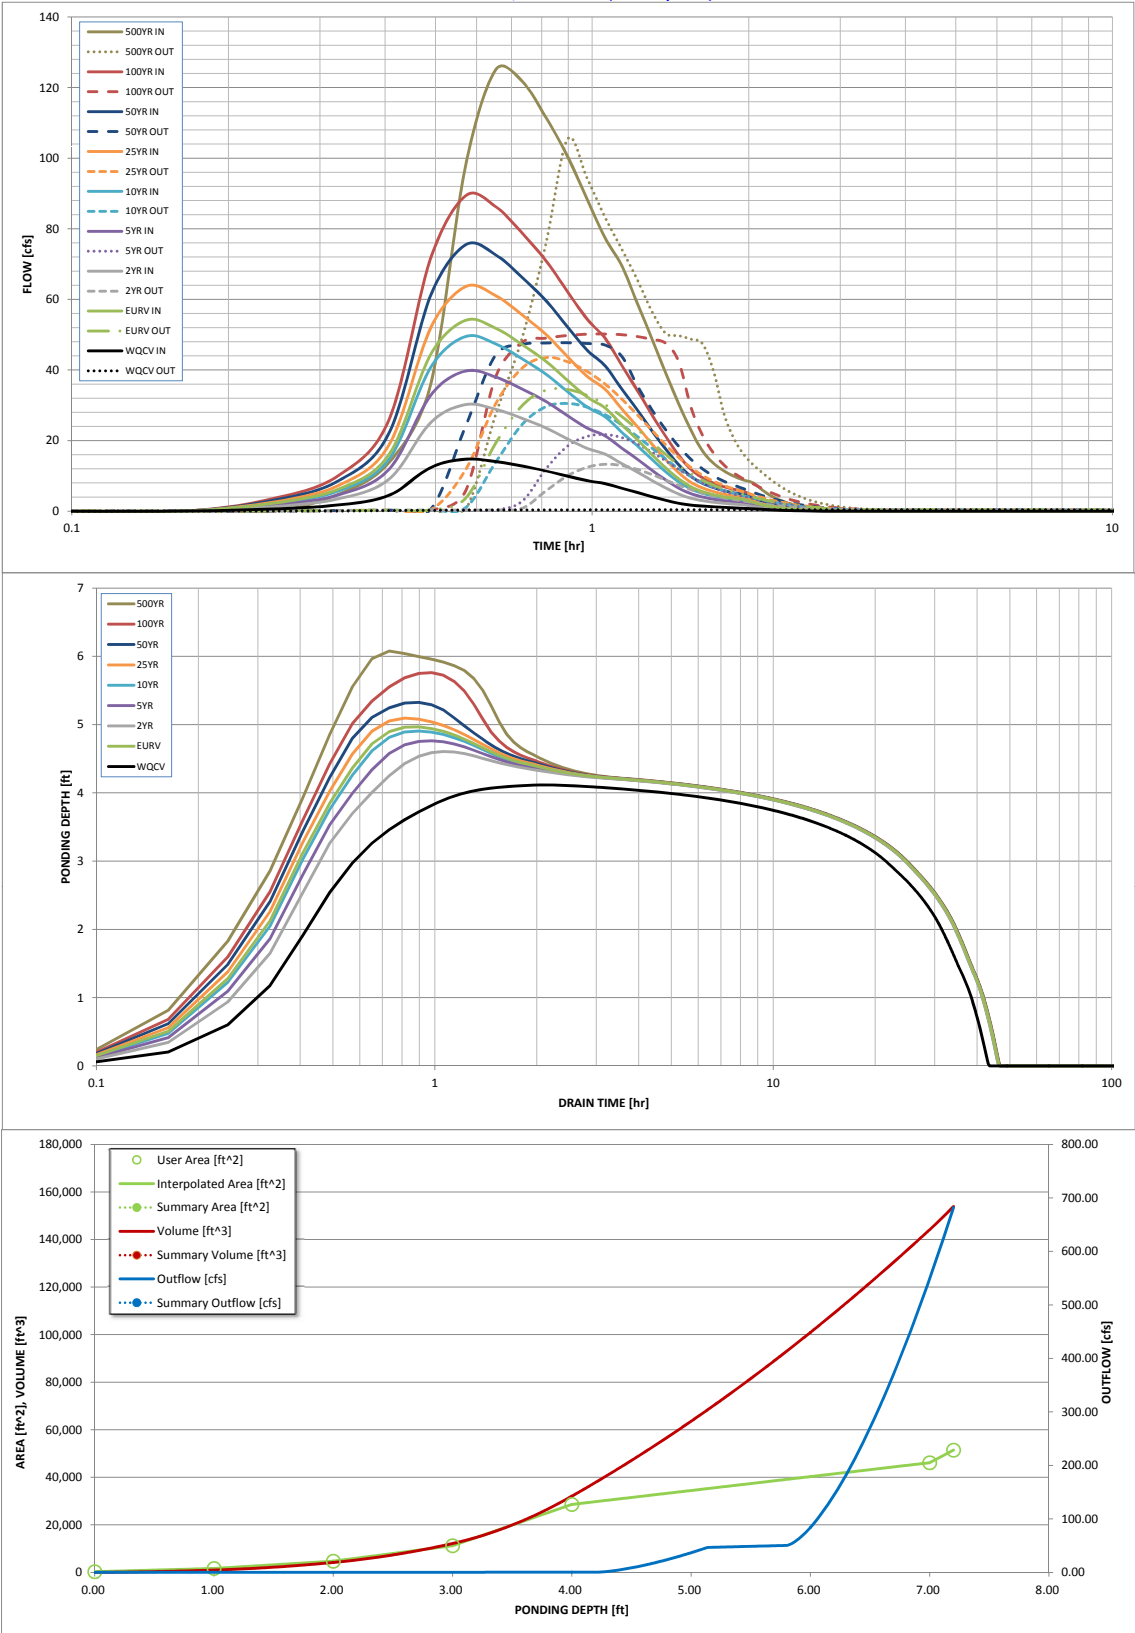 140
120
100
80
60
40
20
0
FLOW [cfs]
500YR IN
500YR OUT
100YR IN
100YR OUT
50YR IN
50YR OUT
25YR IN
25YR OUT
10YR IN
10YR OUT
5YR IN
5YR OUT
2YR IN
2YR OUT
EURV IN
EURV OUT
WQCV IN
WQCV OUT
0.1
1
10
TIME [hr]
7
6
5
4
3
2
1
0
PONDING DEPTH [ft]
500YR
100YR
50YR
25YR
10YR
5YR
2YR
EURV
WQCV
0.1
1
10
100
DRAIN TIME [hr]
180,000
160,000
140,000
120,000
100,000
80,000
60,000
40,000
20,000
0
AREA [ft^2], VOLUME [ft^3]
User Area [ft^2]
Interpolated Area [ft^2]
Summary Area [ft^2]
Volume [ft^3]
Summary Volume [ft^3]
Outflow [cfs]
Summary Outflow [cfs]
800.00
700.00
600.00
500.00
400.00
300.00
200.00
100.00
0.00
OUTFLOW [cfs]
0.00
1.00
2.00
3.00
4.00
5.00
6.00
7.00
8.00
PONDING DEPTH [ft]